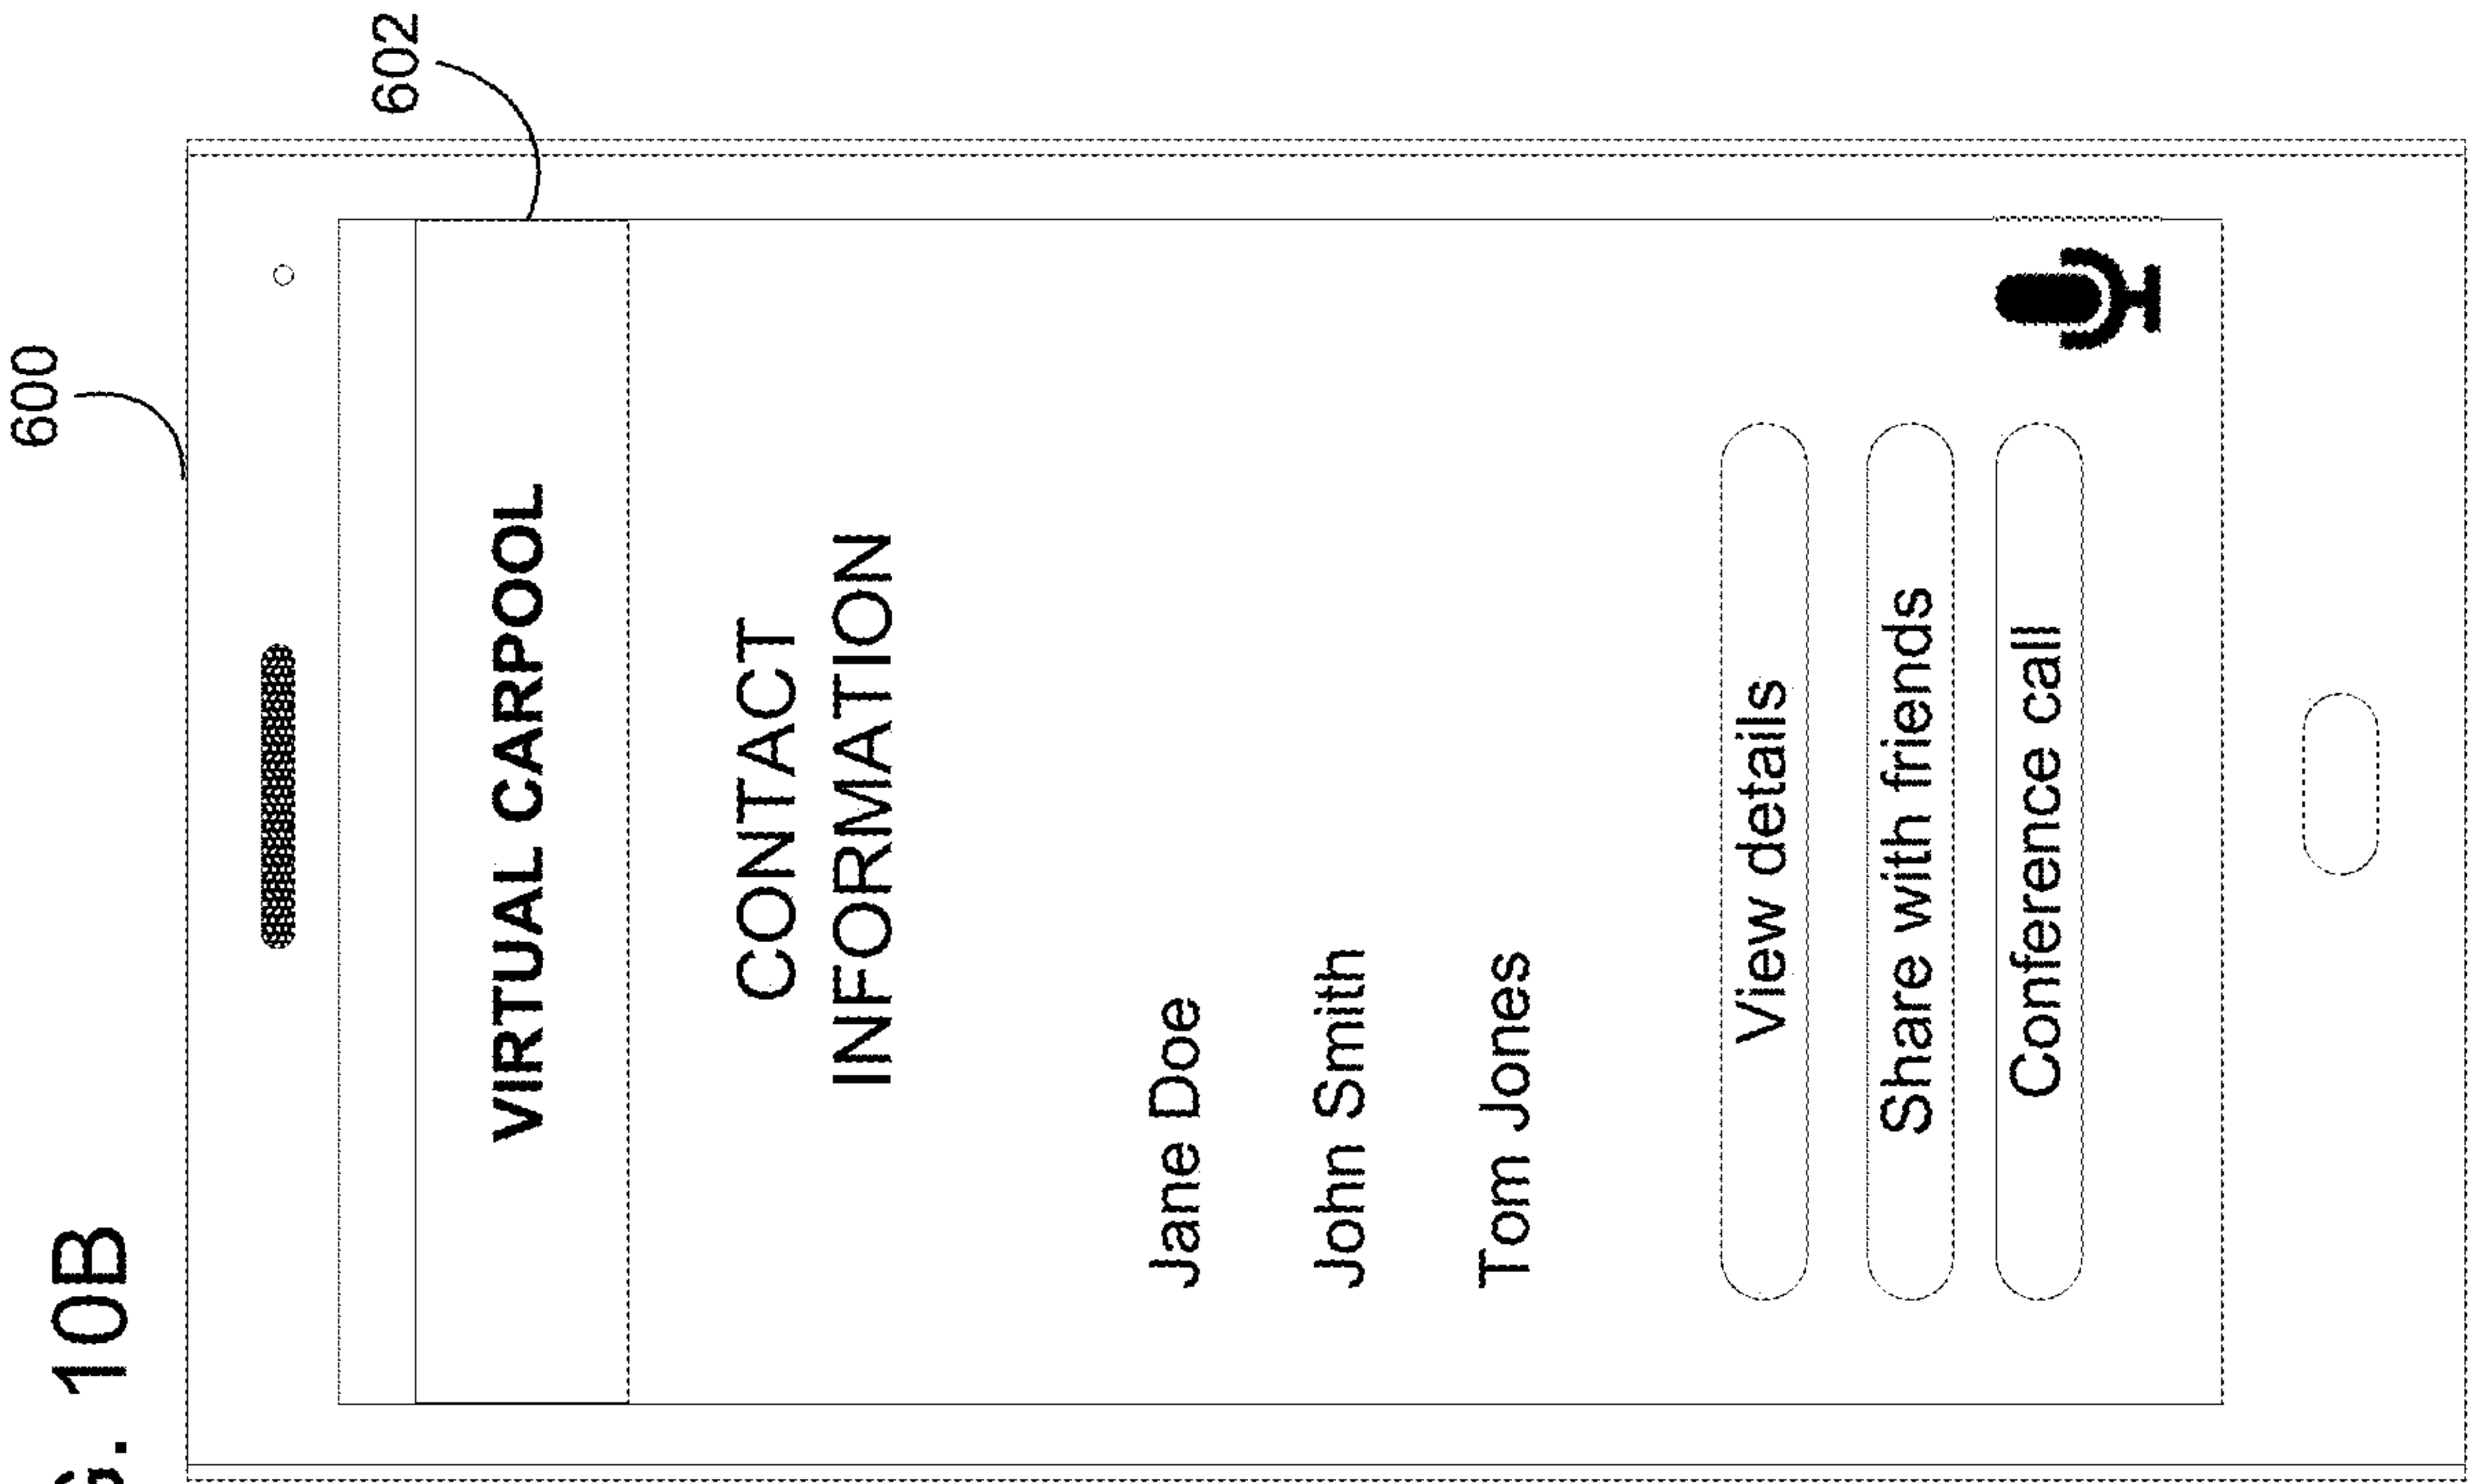 G. 10B
600
602
VIRTUAL CARPOOL
CONTACT
INFORMATION
Jane Doe
John Smith
Tom Jones
View details
Share with friends
Conference call